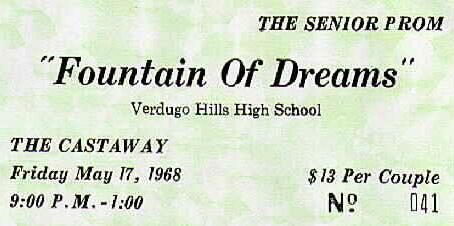 THE SENIOR PROM
"Fountain Of Dreams"
Verdugo Hills High School
THE CASTAWAY
Friday May 17, 1968
$13 Per Couple
9:00 P.M. - 1:00
Nº 041